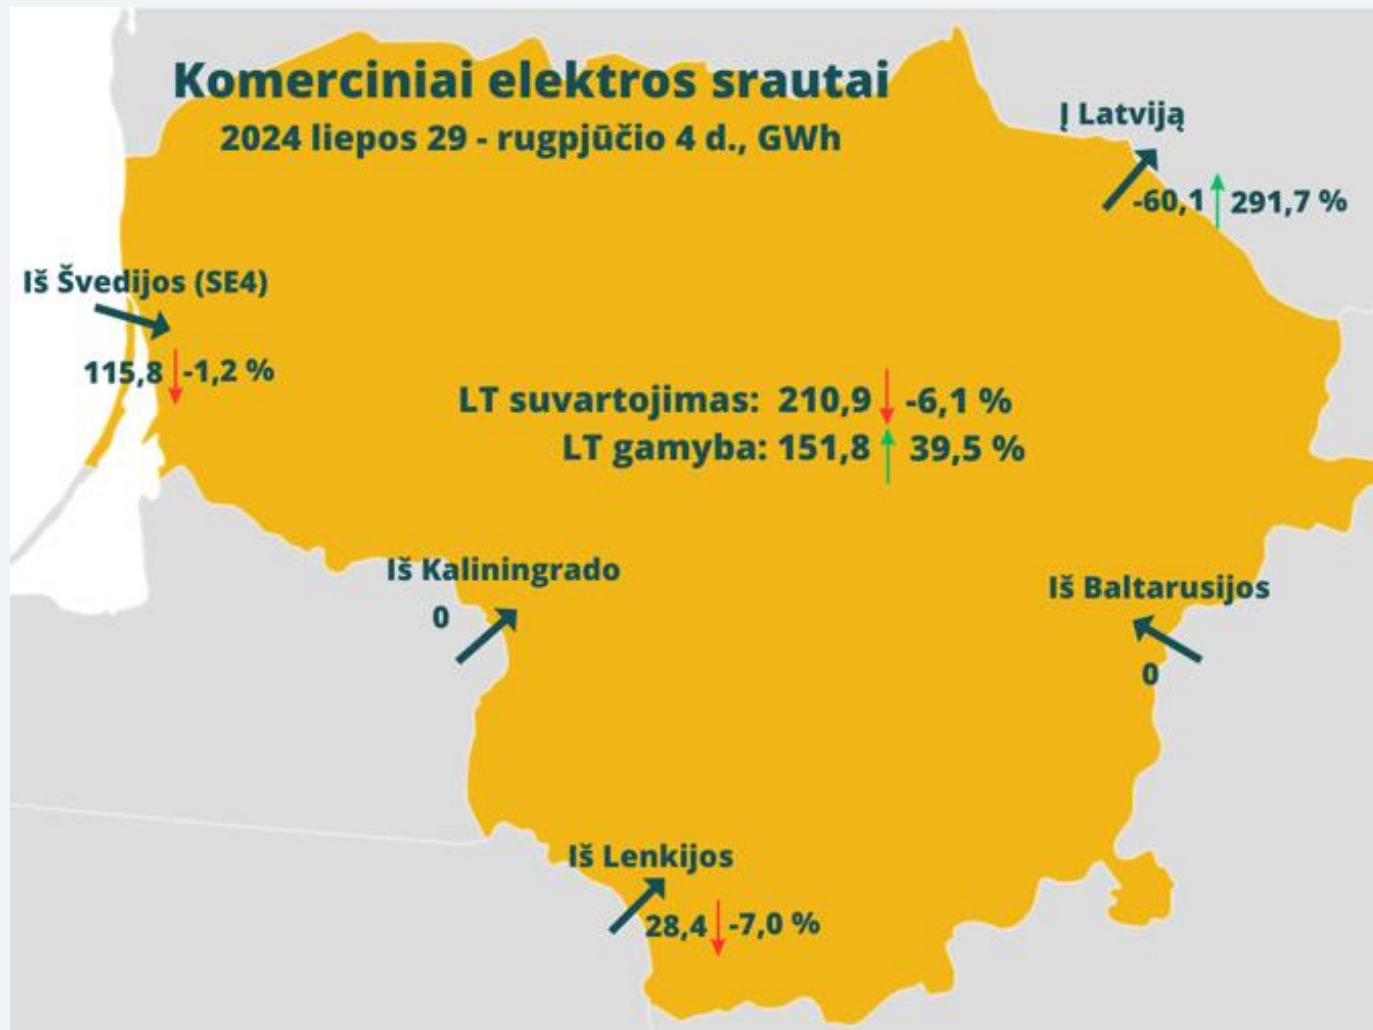 Komerciniai elektros srautai
2024 liepos 29 - rugpjūčio 4 d., GWh
Į Latviją
-60,1 291,7 %
Iš Švedijos (SE4)
115,8 -1,2 %
LT suvartojimas: 210,9 -6,1 %
LT gamyba: 151,8 39,5 %
Iš Kaliningrado
0
Iš Baltarusijos
0
Iš Lenkijos
28,4 -7,0 %